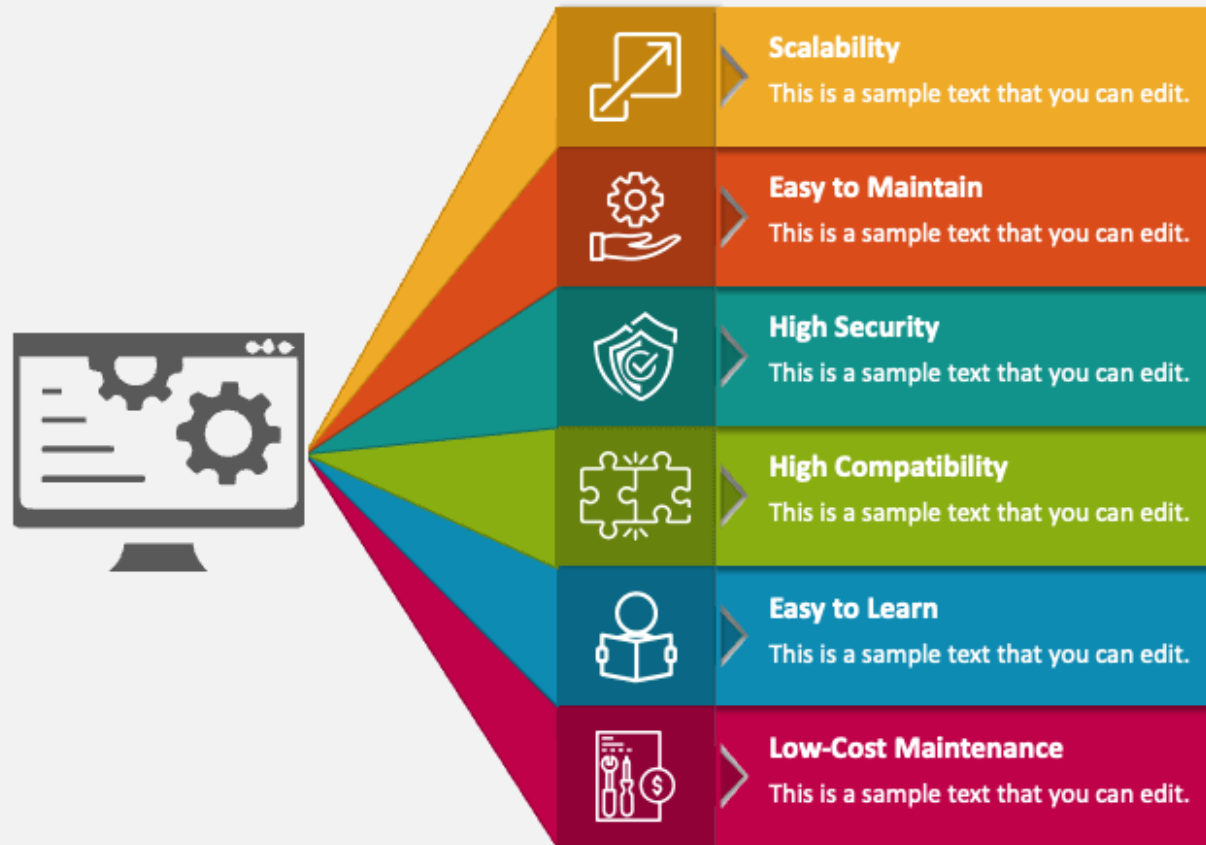 Scalability
This is a sample text that you can edit.
Easy to Maintain
This is a sample text that you can edit.
High Security
This is a sample text that you can edit.
High Compatibility
This is a sample text that you can edit.
Easy to Learn
This is a sample text that you can edit.
Low-Cost Maintenance
This is a sample text that you can edit.